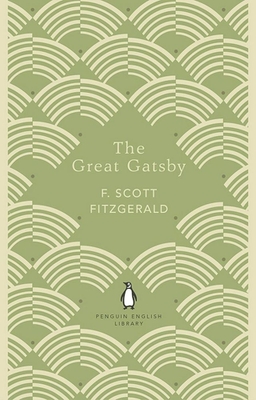 The
Great Gatsby
F. SCOTT
FITZGERALD
PENGUIN ENGLISH
LIBRARY